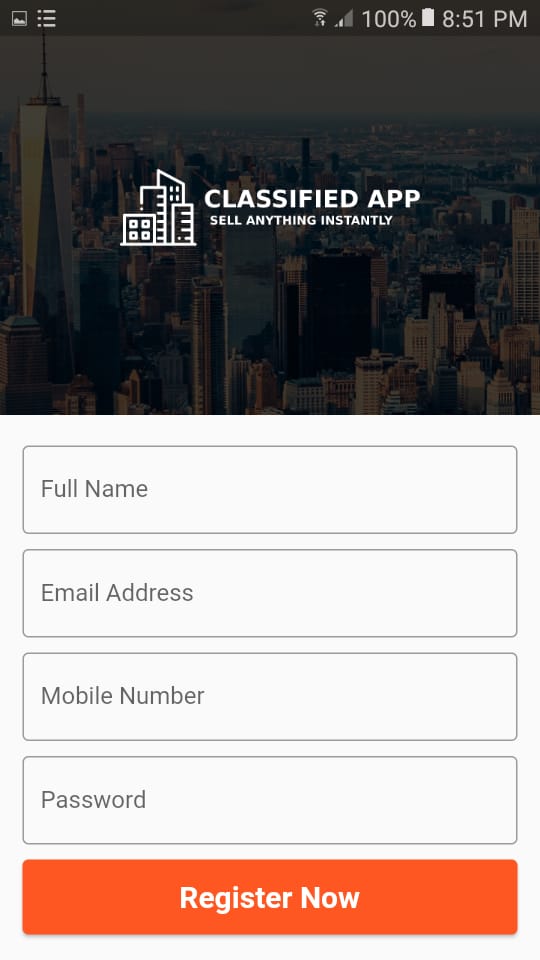 100% 8:51 PM
CLASSIFIED APP
SELL ANYTHING INSTANTLY
Full Name
Email Address
Mobile Number
Password
Register Now